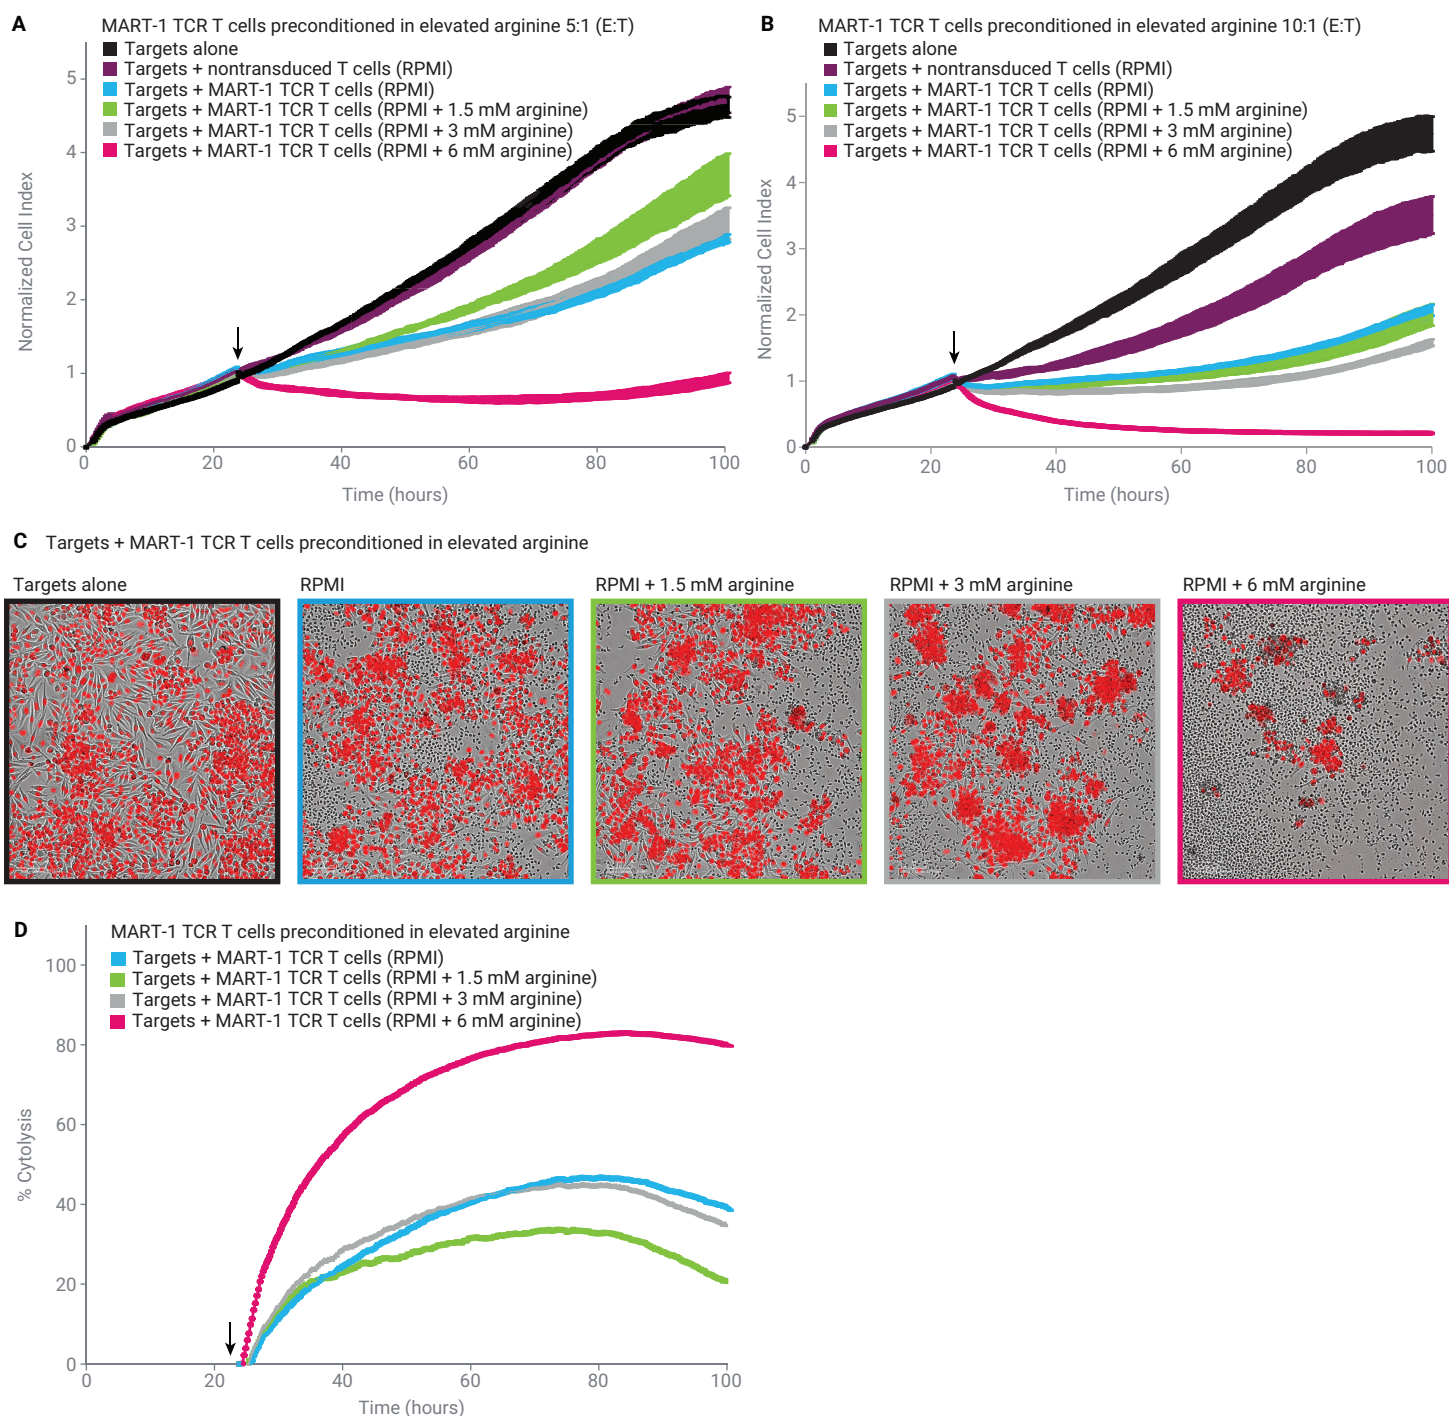 A
MART-1 TCR T cells preconditioned in elevated arginine 5:1 (E:T)
Targets alone
Targets + nontransduced T cells (RPMI)
Targets + MART-1 TCR T cells (RPMI)
Targets + MART-1 TCR T cells (RPMI + 1.5 mM arginine)
Targets + MART-1 TCR T cells (RPMI + 3 mM arginine)
Targets + MART-1 TCR T cells (RPMI + 6 mM arginine)
Normalized Cell Index
5
4
3
2
1
0
0 20 40 60 80 100
Time (hours)
B
MART-1 TCR T cells preconditioned in elevated arginine 10:1 (E:T)
Targets alone
Targets + nontransduced T cells (RPMI)
Targets + MART-1 TCR T cells (RPMI)
Targets + MART-1 TCR T cells (RPMI + 1.5 mM arginine)
Targets + MART-1 TCR T cells (RPMI + 3 mM arginine)
Targets + MART-1 TCR T cells (RPMI + 6 mM arginine)
Normalized Cell Index
5
4
3
2
1
0
0 20 40 60 80 100
Time (hours)
C Targets + MART-1 TCR T cells preconditioned in elevated arginine
Targets alone
RPMI
RPMI + 1.5 mM arginine
RPMI + 3 mM arginine
RPMI + 6 mM arginine
D
MART-1 TCR T cells preconditioned in elevated arginine
Targets + MART-1 TCR T cells (RPMI)
Targets + MART-1 TCR T cells (RPMI + 1.5 mM arginine)
Targets + MART-1 TCR T cells (RPMI + 3 mM arginine)
Targets + MART-1 TCR T cells (RPMI + 6 mM arginine)
% Cytolysis
100
80
60
40
20
0
0 20 40 60 80 100
Time (hours)